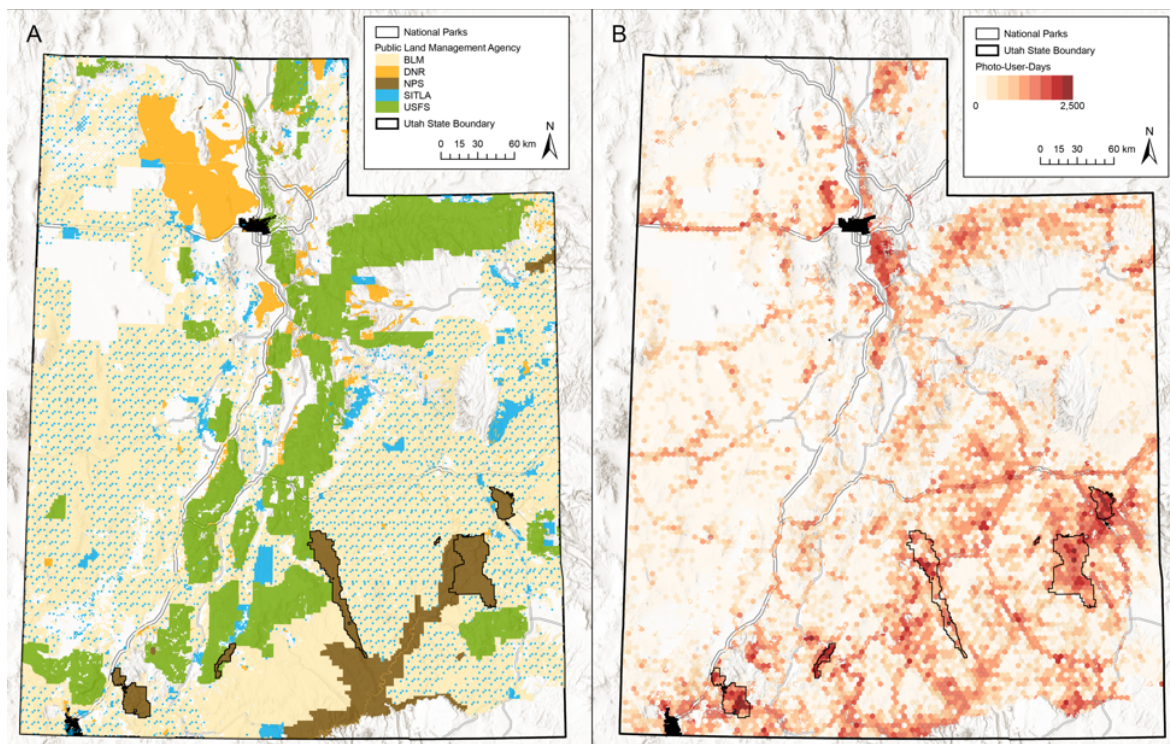 A
National Parks
Public Land Management Agency
BLM
DNR
NPS
SITLA
USFS
Utah State Boundary
0 15 30 60 km
N
B
National Parks
Utah State Boundary
Photo-User-Days
0
2,500
0 15 30 60 km
N